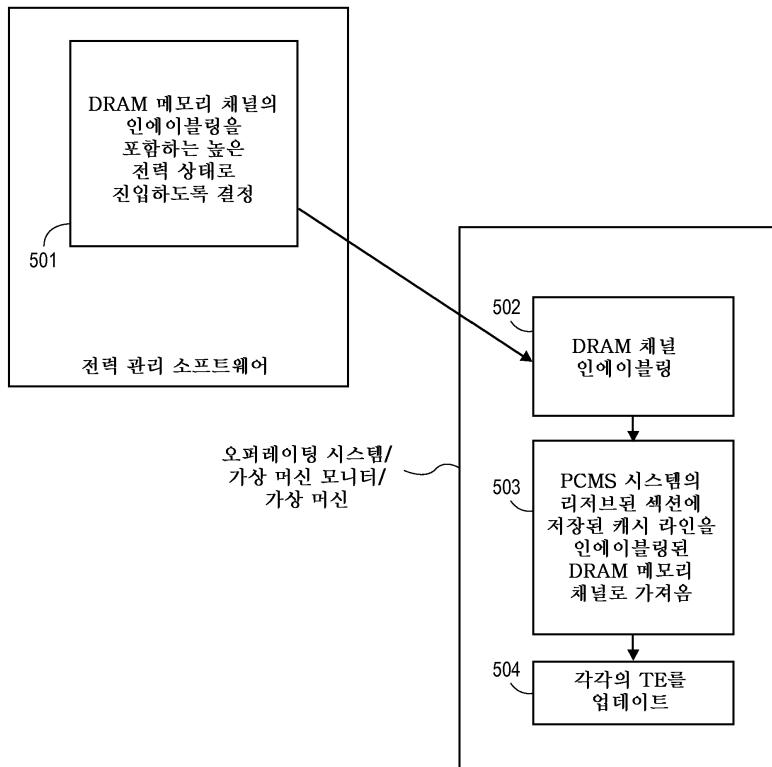 DRAM 메모리 채널의
인에이블링을
포함하는 높은
전력 상태로
진입하도록 결정
501
전력 관리 소프트웨어
오퍼레이팅 시스템/
가상 머신 모니터/
가상 머신
502
DRAM 채널
인에이블링
503
PCMS 시스템의
리저브된 섹션에
저장된 캐시 라인을
인에이블링된
DRAM 메모리
채널로 가져옴
504
각각의 TE를
업데이트